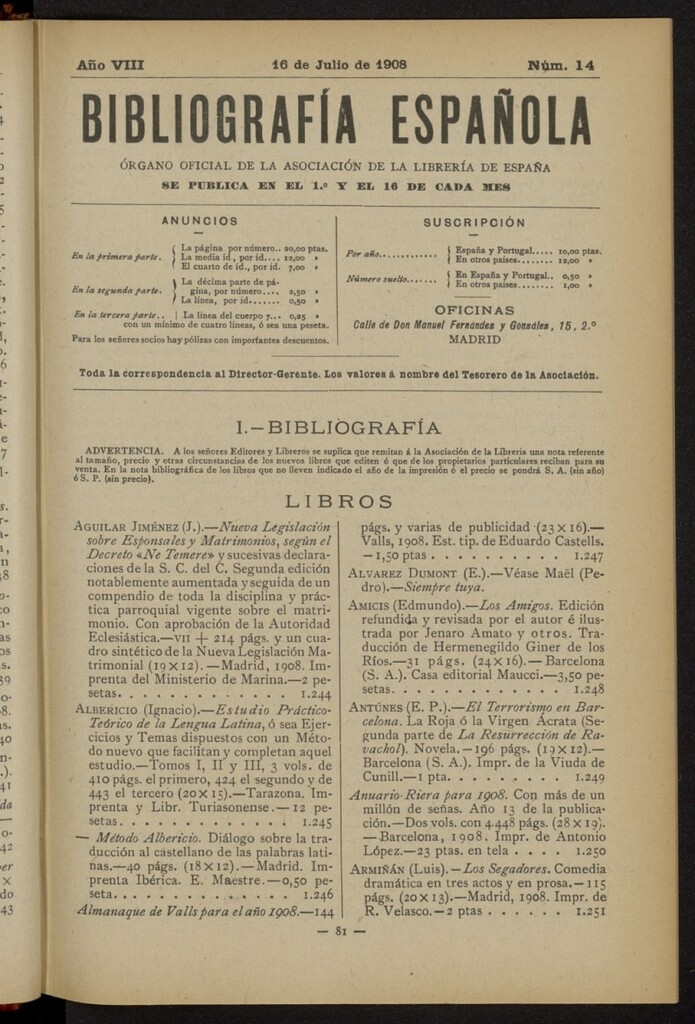 Año VIII
16 de Julio de 1908
Núm. 14
BIBLIOGRAFÍA ESPAÑOLA
ÓRGANO OFICIAL DE LA ASOCIACIÓN DE LA LIBRERÍA DE ESPAÑA
SE PUBLICA EN EL 1.º Y EL 16 DE CADA MES
ANUNCIOS
En la primera parte. { La página por número.. 20,00 ptas.
La media íd., por íd.... 12,00 »
El cuarto de íd., por íd. 7,00 »
En la segunda parte. } La décima parte de pá-
gina, por número.... 2,50 »
La línea, por íd....... 0,50 »
En la tercera parte.. | La línea del cuerpo 7... 0,25 »
con un mínimo de cuatro líneas, ó sea una peseta.
Para los señores socios hay pólizas con importantes descuentos.
SUSCRIPCIÓN
Por año........... { España y Portugal..... 10,00 ptas.
En otros países....... 12,00 »
Número suelto....... { En España y Portugal.. 0,50 »
En otros países....... 1,00 »
OFICINAS
Calle de Don Manuel Fernández y González, 15, 2.º
MADRID
Toda la correspondencia al Director-Gerente. Los valores á nombre del Tesorero de la Asociación.
I.—BIBLIOGRAFÍA
ADVERTENCIA. A los señores Editores y Libreros se suplica que remitan á la Asociación de la Librería una nota referente
al tamaño, precio y otras circunstancias de los nuevos libros que editen ó que de los propietarios particulares reciban para su
venta. En la nota bibliográfica de los libros que no lleven indicado el año de la impresión ó el precio se pondrá S. A. (sin año)
ó S. P. (sin precio).
LIBROS
AGUILAR JIMÉNEZ (J.).—Nueva Legislación
sobre Esponsales y Matrimonios, según el
Decreto «Ne Temere» y sucesivas declara-
ciones de la S. C. del C. Segunda edición
notablemente aumentada y seguida de un
compendio de toda la disciplina y prác-
tica parroquial vigente sobre el matri-
monio. Con aprobación de la Autoridad
Eclesiástica.—VII + 214 págs. y un cua-
dro sintético de la Nueva Legislación Ma-
trimonial (19 × 12).—Madrid, 1908. Im-
prenta del Ministerio de Marina.—2 pe-
setas. . . . . . . . . . . . 1.244
ALBERICIO (Ignacio).—Estudio Práctico-
Teórico de la Lengua Latina, ó sea Ejer-
cicios y Temas dispuestos con un Méto-
do nuevo que facilitan y completan aquel
estudio.—Tomos I, II y III, 3 vols. de
410 págs. el primero, 424 el segundo y de
443 el tercero (20 × 15).—Tarazona. Im-
prenta y Libr. Turiasonense.—12 pe-
setas. . . . . . . . . . . . 1.245
— Método Albericio. Diálogo sobre la tra-
ducción al castellano de las palabras lati-
nas.—40 págs. (18 × 12).—Madrid. Im-
prenta Ibérica. E. Maestre.—0,50 pe-
seta. . . . . . . . . . . . 1.246
Almanaque de Valls para el año 1908.—144
págs. y varias de publicidad (23 × 16).—
Valls, 1908. Est. tip. de Eduardo Castells.
—1,50 ptas . . . . . . . . . . 1.247
ALVAREZ DUMONT (E.).—Véase Maël (Pe-
dro).—Siempre tuya.
AMICIS (Edmundo).—Los Amigos. Edición
refundida y revisada por el autor é ilus-
trada por Jenaro Amato y otros. Tra-
ducción de Hermenegildo Giner de los
Ríos.—31 págs. (24 × 16).—Barcelona
(S. A.). Casa editorial Maucci.—3,50 pe-
setas. . . . . . . . . . . . 1.248
ANTÚNES (E. P.).—El Terrorismo en Bar-
celona. La Roja ó la Virgen Ácrata (Se-
gunda parte de La Resurrección de Ra-
vachol). Novela.—196 págs. (19 × 12).—
Barcelona (S. A.). Impr. de la Viuda de
Cunill.—1 pta. . . . . . . . . 1.249
Anuario-Riera para 1908. Con más de un
millón de señas. Año 13 de la publica-
ción.—Dos vols. con 4.448 págs. (28 × 19).
—Barcelona, 1908. Impr. de Antonio
López.—23 ptas. en tela . . . . 1.250
ARMIÑÁN (Luis).—Los Segadores. Comedia
dramática en tres actos y en prosa.—115
págs. (20 × 13).—Madrid, 1908. Impr. de
R. Velasco.—2 ptas . . . . . . 1.251
— 81 —